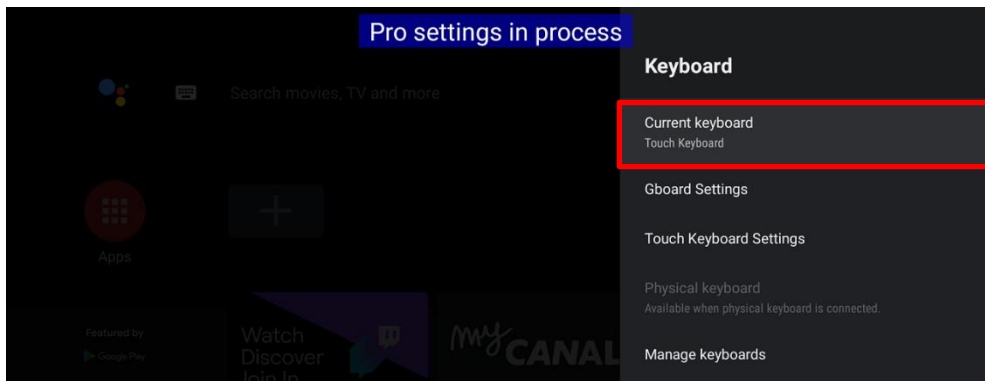 Pro settings in process
Search movies, TV and more
Apps
Featured by
Google Play
Watch
Discover
Join In
my CANAL
Keyboard
Current keyboard
Touch Keyboard
Gboard Settings
Touch Keyboard Settings
Physical keyboard
Available when physical keyboard is connected.
Manage keyboards